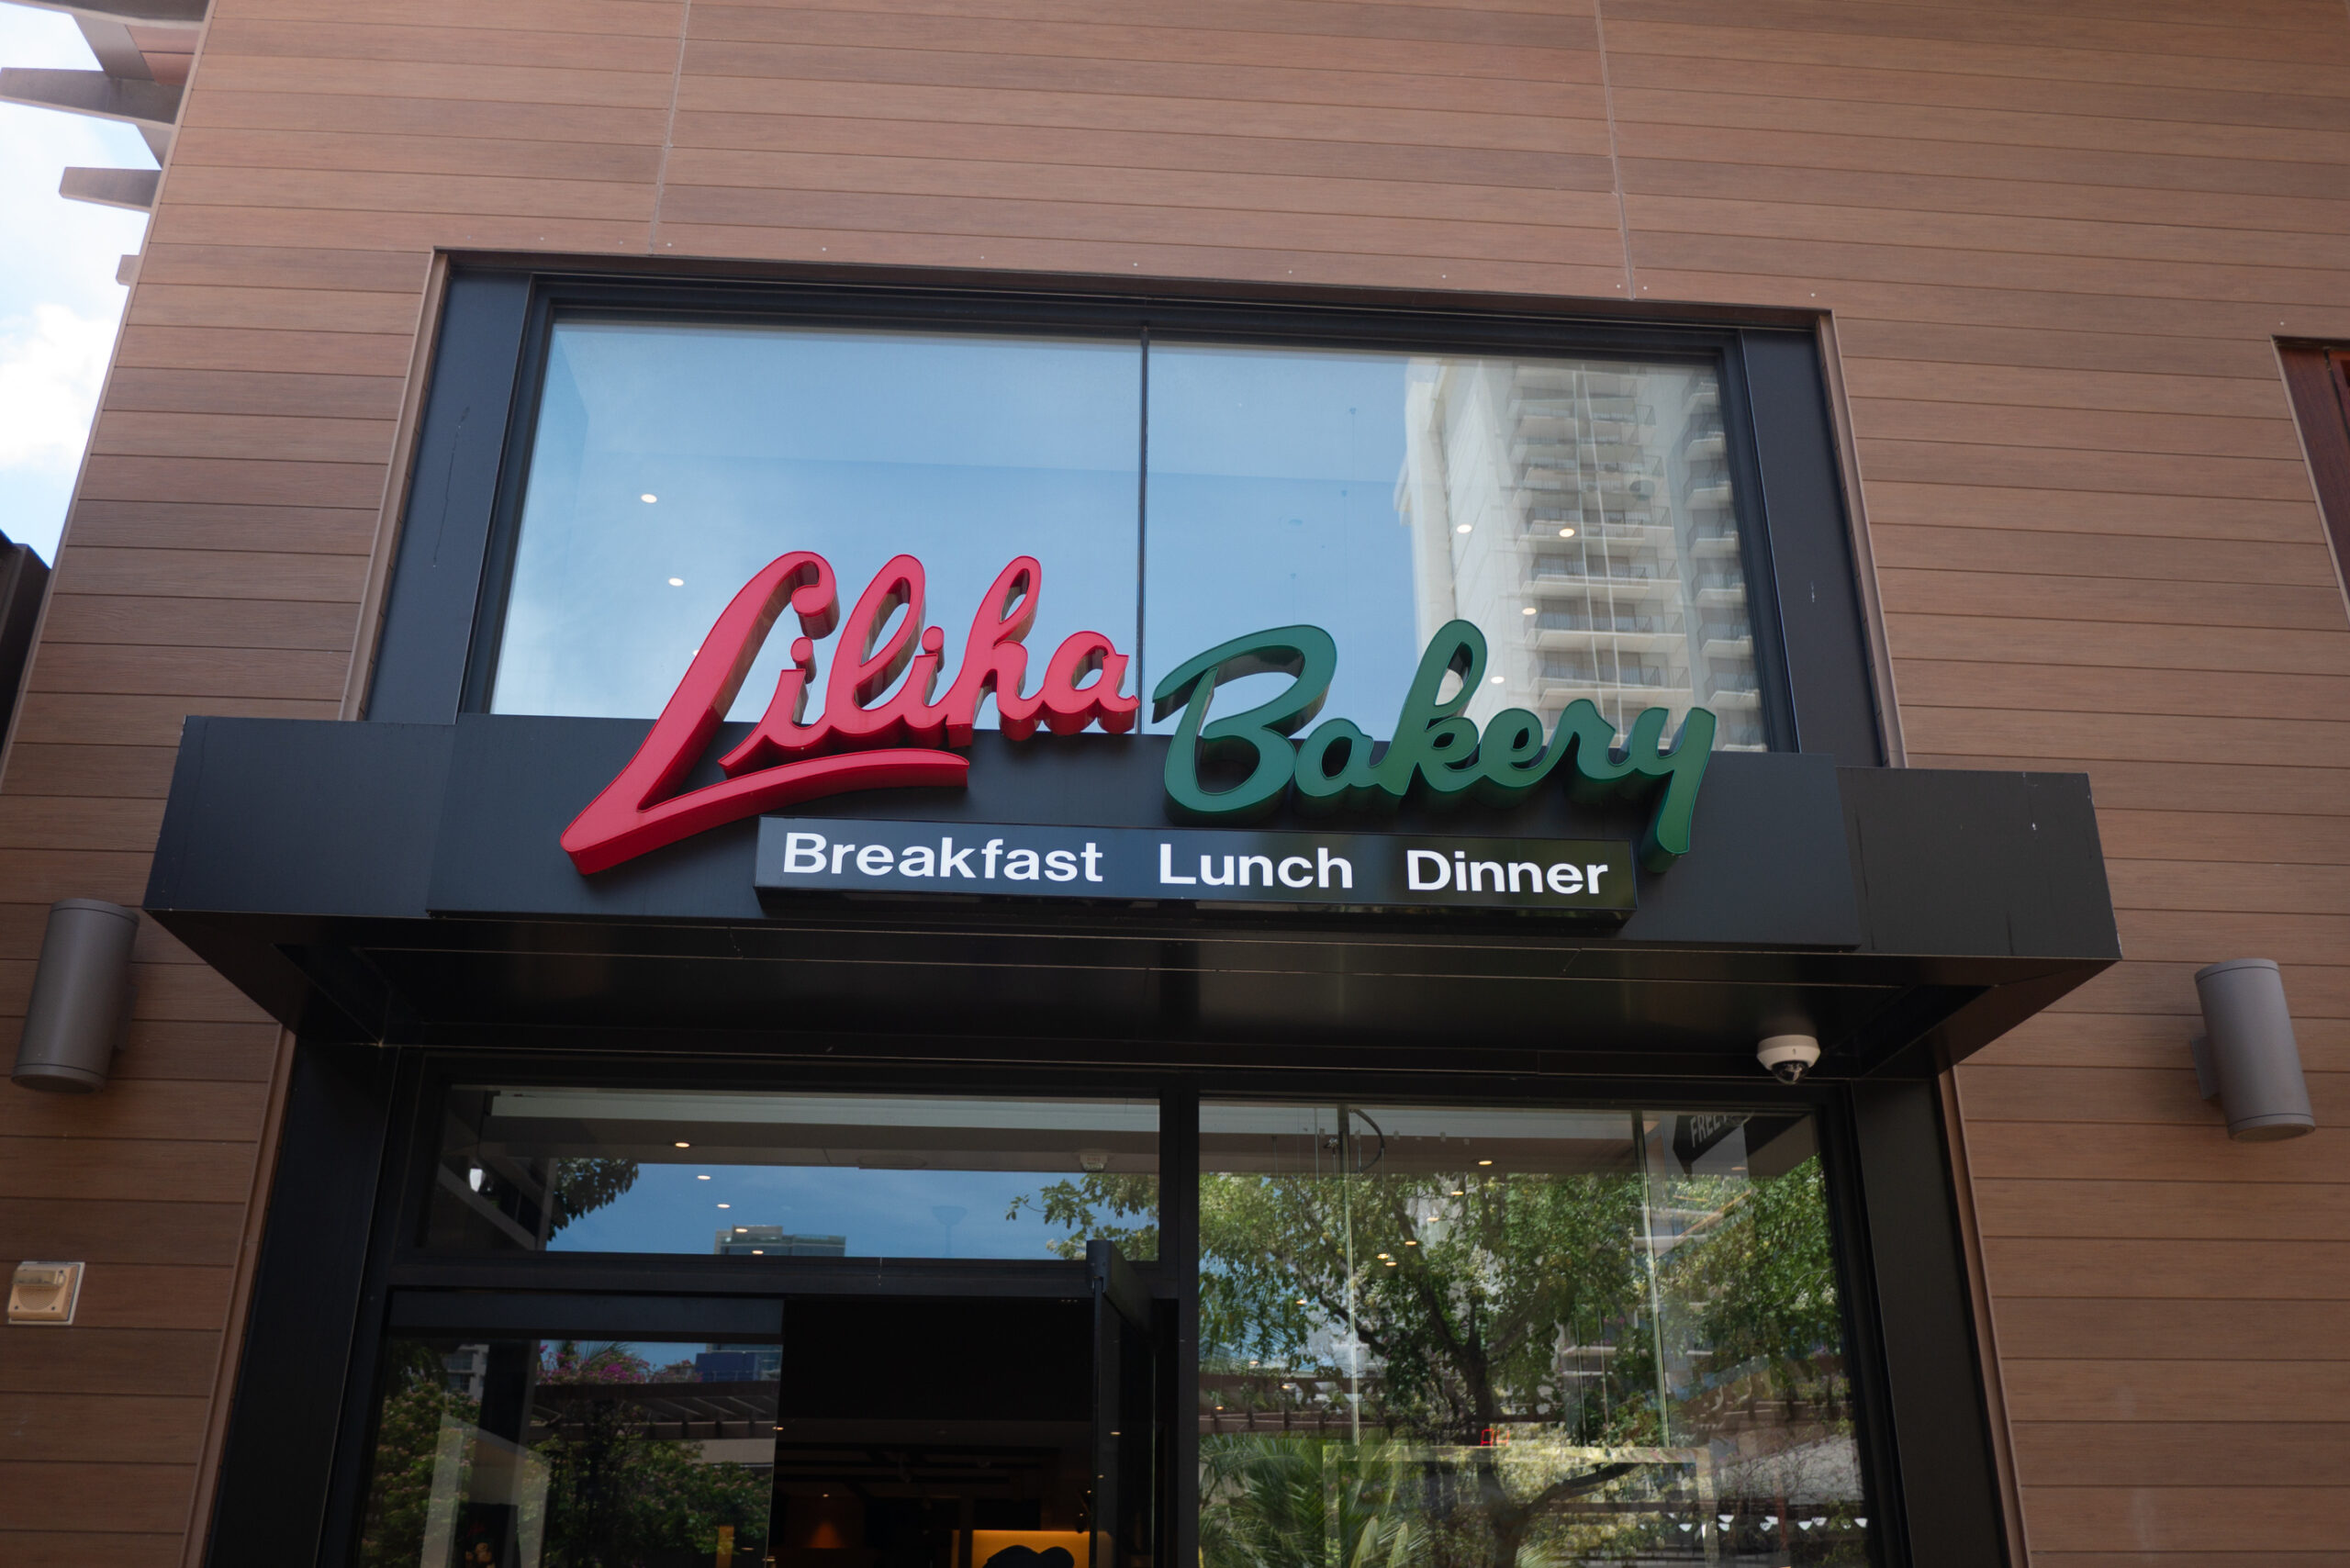 Liliha Bakery
Breakfast Lunch Dinner